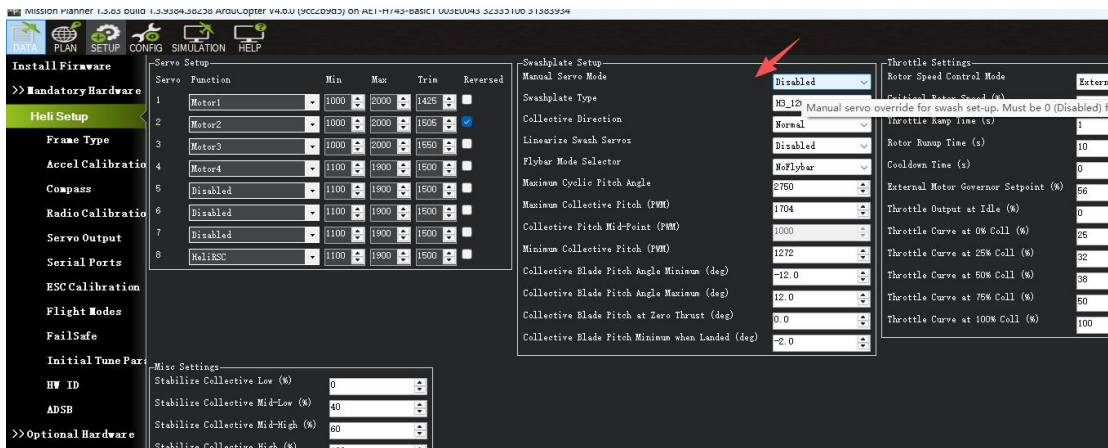 Mission Planner 1.3.83 build 1.3.9384.38258 ArduCopter V4.6.0 (9cc2b9d5) on AET-H743-Basic
DATA PLAN SETUP CONFIG SIMULATION HELP
Install Firmware
>> Mandatory Hardware
Heli Setup
Frame Type
Accel Calibratio
Compass
Radio Calibratio
Servo Output
Serial Ports
ESC Calibration
Flight Modes
FailSafe
Initial Tune Par
HW ID
ADSB
>> Optional Hardware
Servo Setup
Servo Function Min Max Trim Reversed
1 Motor1 1000 2000 1425
2 Motor2 1000 2000 1505
3 Motor3 1000 2000 1550
4 Motor4 1100 1900 1500
5 Disabled 1100 1900 1500
6 Disabled 1100 1900 1500
7 Disabled 1100 1900 1500
8 HeliRSC 1100 1900 1500
Swashplate Setup
Manual Servo Mode Disabled
Swashplate Type H3_12
Manual servo override for swash set-up. Must be 0 (Disabled) f
Collective Direction Normal
Linearize Swash Servos Disabled
Flybar Mode Selector NoFlybar
Maximum Cyclic Pitch Angle 2750
Maximum Collective Pitch (PWM) 1704
Collective Pitch Mid-Point (PWM) 1000
Minimum Collective Pitch (PWM) 1272
Collective Blade Pitch Angle Minimum (deg) -12.0
Collective Blade Pitch Angle Maximum (deg) 12.0
Collective Blade Pitch at Zero Thrust (deg) 0.0
Collective Blade Pitch Minimum when Landed (deg) -2.0
Throttle Settings
Rotor Speed Control Mode Extern
Critical Rotor Speed (%)
Throttle Ramp Time (s) 1
Rotor Runup Time (s) 10
Cooldown Time (s) 0
External Motor Governor Setpoint (%) 56
Throttle Output at Idle (%) 0
Throttle Curve at 0% Coll (%) 25
Throttle Curve at 25% Coll (%) 32
Throttle Curve at 50% Coll (%) 38
Throttle Curve at 75% Coll (%) 50
Throttle Curve at 100% Coll (%) 100
Misc Settings
Stabilize Collective Low (%) 0
Stabilize Collective Mid-Low (%) 40
Stabilize Collective Mid-High (%) 60
Stabilize Collective High (%)